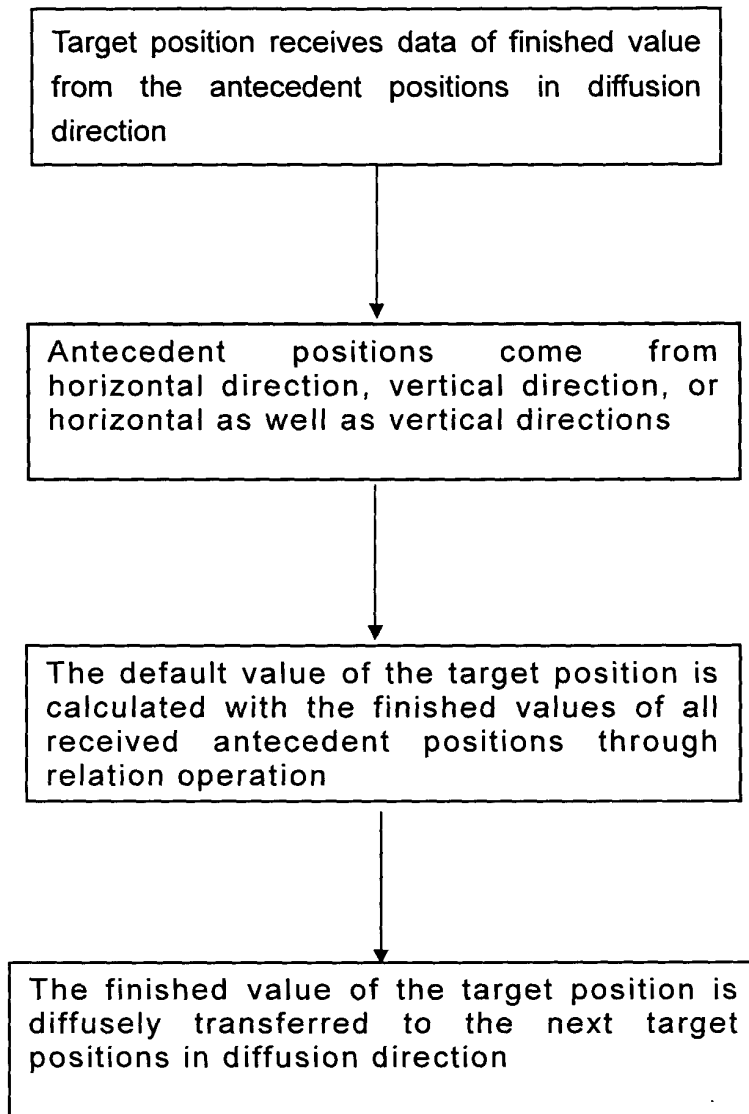 Target position receives data of finished value
from the antecedent positions in diffusion
direction
Antecedent positions come from
horizontal direction, vertical direction, or
horizontal as well as vertical directions
The default value of the target position is
calculated with the finished values of all
received antecedent positions through
relation operation
The finished value of the target position is
diffusely transferred to the next target
positions in diffusion direction